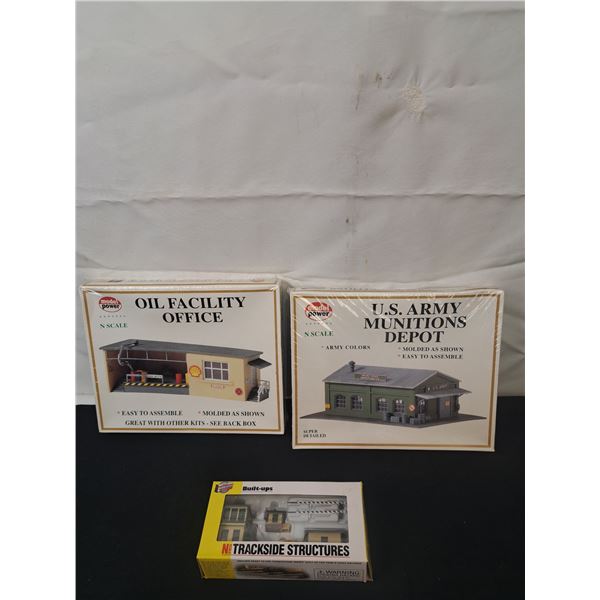 model
power
OIL FACILITY
OFFICE
N SCALE
* EASY TO ASSEMBLE * MOLDED AS SHOWN
GREAT WITH OTHER KITS - SEE BACK BOX
model
power
U.S. ARMY
MUNITIONS
DEPOT
N SCALE
* ARMY COLORS
* MOLDED AS SHOWN
* EASY TO ASSEMBLE
SUPER
DETAILED
Built-ups
N TRACKSIDE STRUCTURES
WARNING